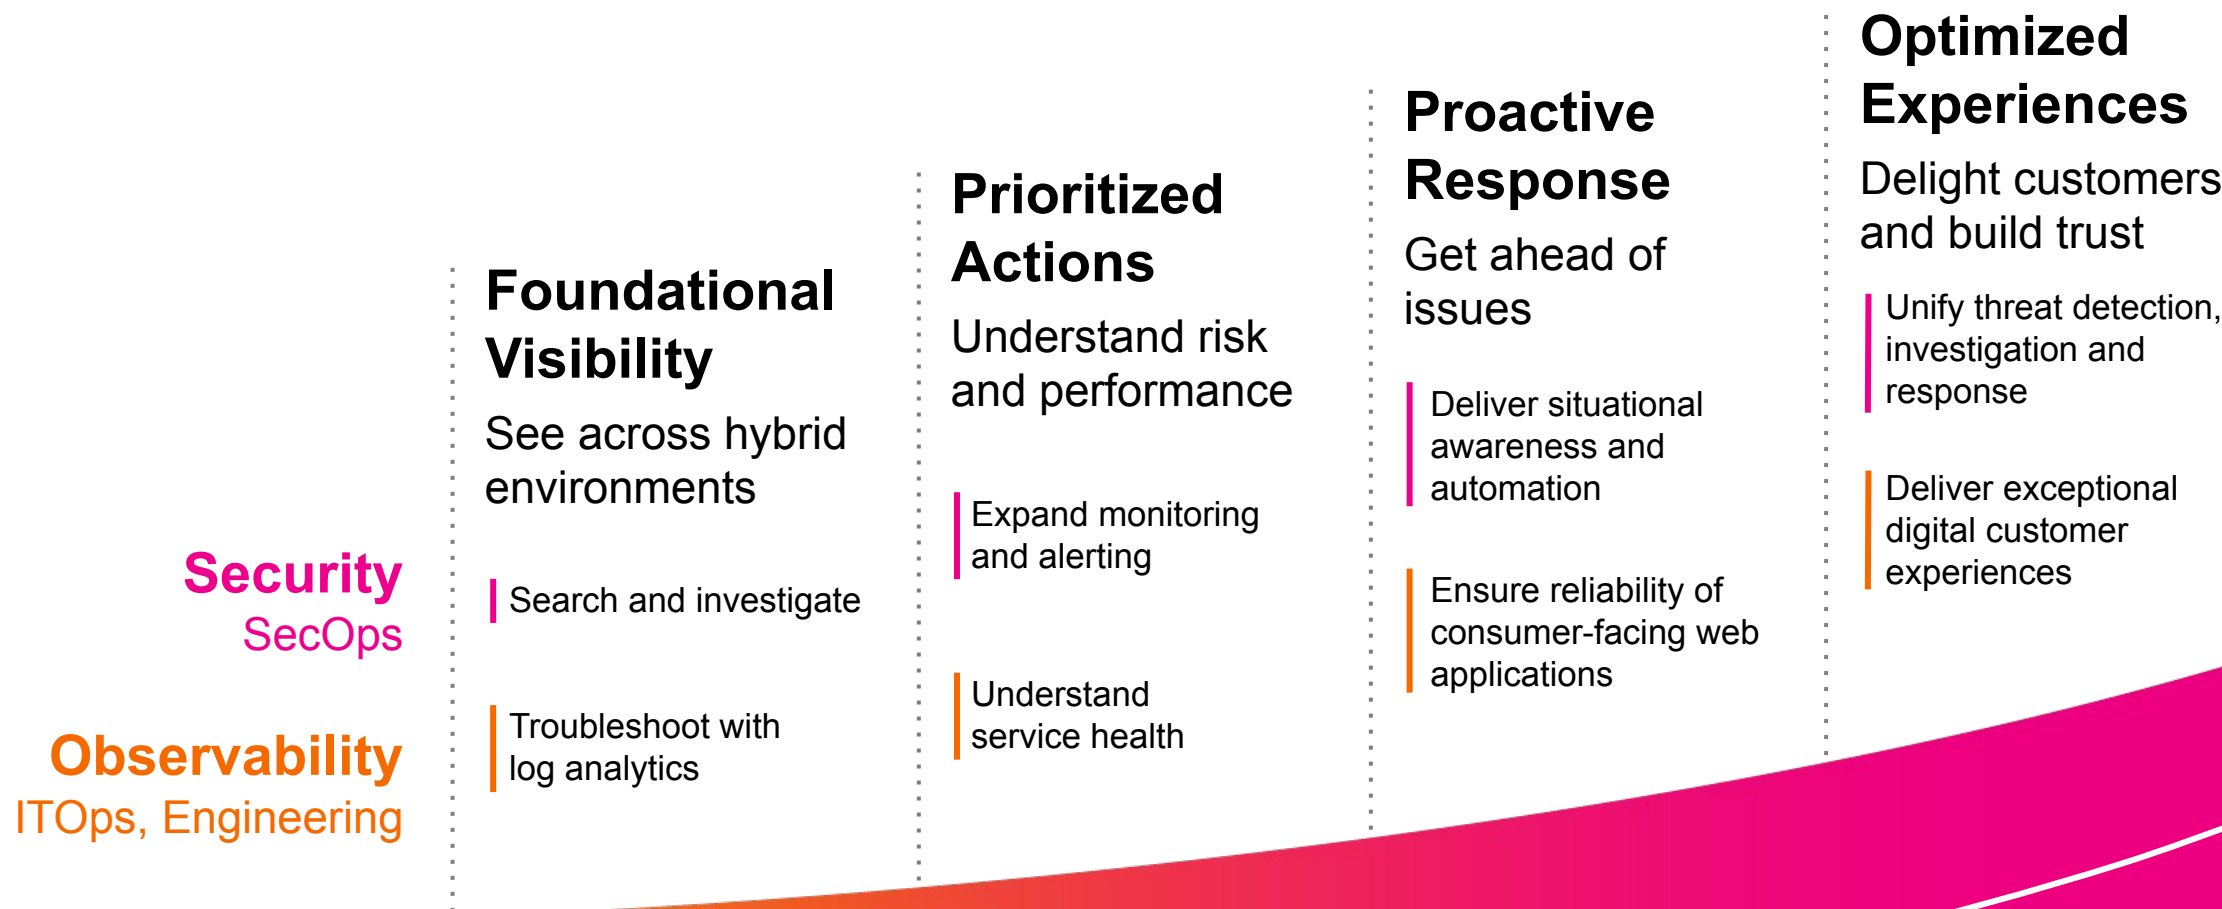 Security
SecOps
Observability
ITOps, Engineering
Foundational
Visibility
See across hybrid
environments
Search and investigate
Troubleshoot with
log analytics
Prioritized
Actions
Understand risk
and performance
Expand monitoring
and alerting
Understand
service health
Proactive
Response
Get ahead of
issues
Deliver situational
awareness and
automation
Ensure reliability of
consumer-facing web
applications
Optimized
Experiences
Delight customers
and build trust
Unify threat detection,
investigation and
response
Deliver exceptional
digital customer
experiences